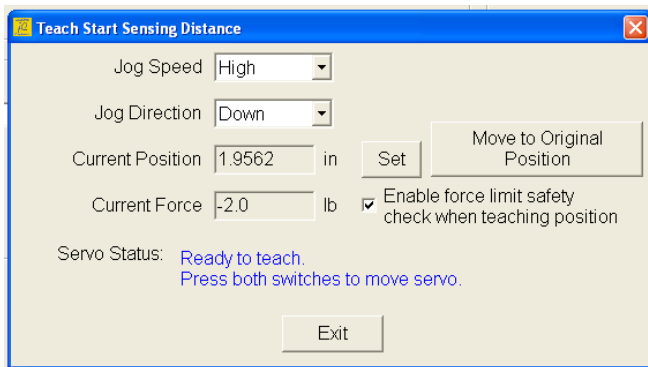 Teach Start Sensing Distance
Jog Speed High
Jog Direction Down
Current Position 1.9562 in Set Move to Original
Position
Current Force -2.0 lb Enable force limit safety
check when teaching position
Servo Status: Ready to teach.
Press both switches to move servo.
Exit